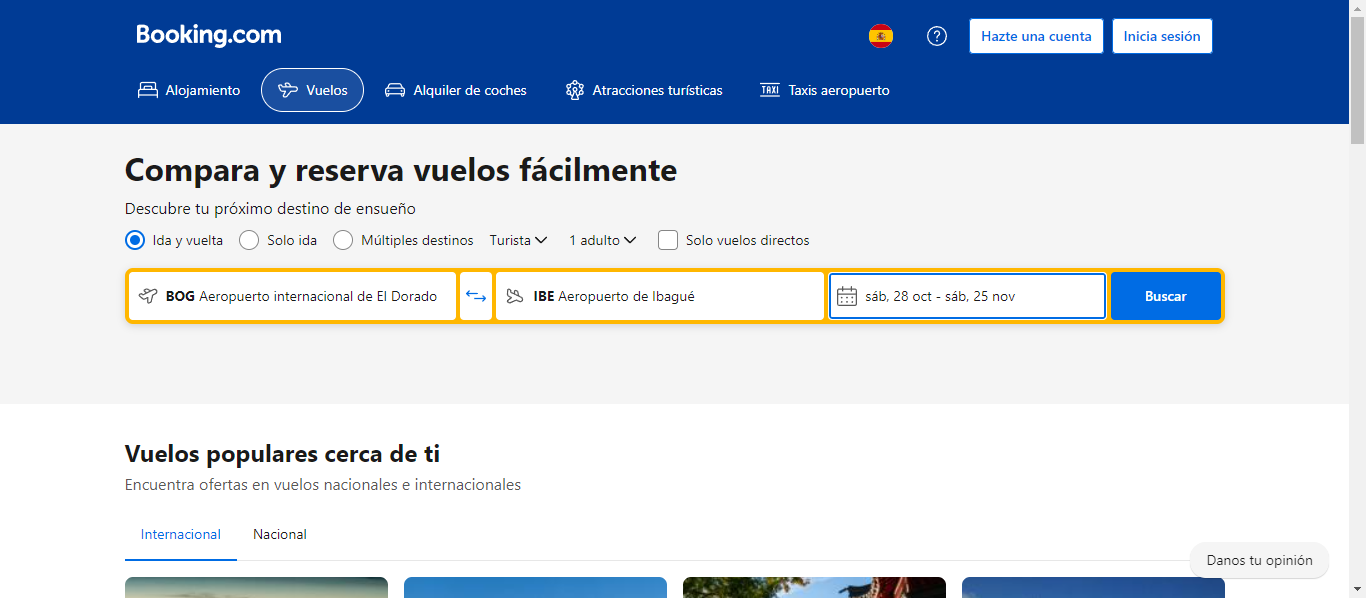 Booking.com
Hazte una cuenta
Inicia sesión
Alojamiento
Vuelos
Alquiler de coches
Atracciones turísticas
TAXI
Taxis aeropuerto
Compara y reserva vuelos fácilmente
Descubre tu próximo destino de ensueño
Ida y vuelta
Solo ida
Múltiples destinos
Turista
1 adulto
Solo vuelos directos
BOG Aeropuerto internacional de El Dorado
IBE Aeropuerto de Ibagué
sáb, 28 oct - sáb, 25 nov
Buscar
Vuelos populares cerca de ti
Encuentra ofertas en vuelos nacionales e internacionales
Internacional
Nacional
Danos tu opinión